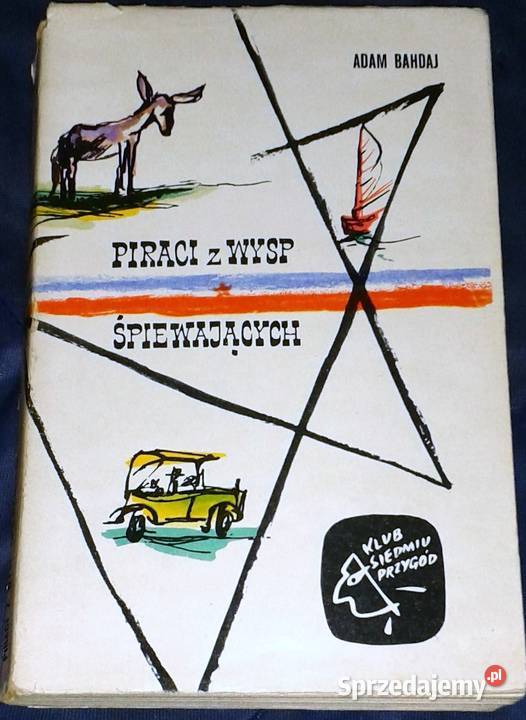 ADAM BAHDAJ
PIRACI z WYSP
ŚPIEWAJĄCYCH
KLUB
SIEDMIU
PRZYGÓD
Sprzedajemy.pl